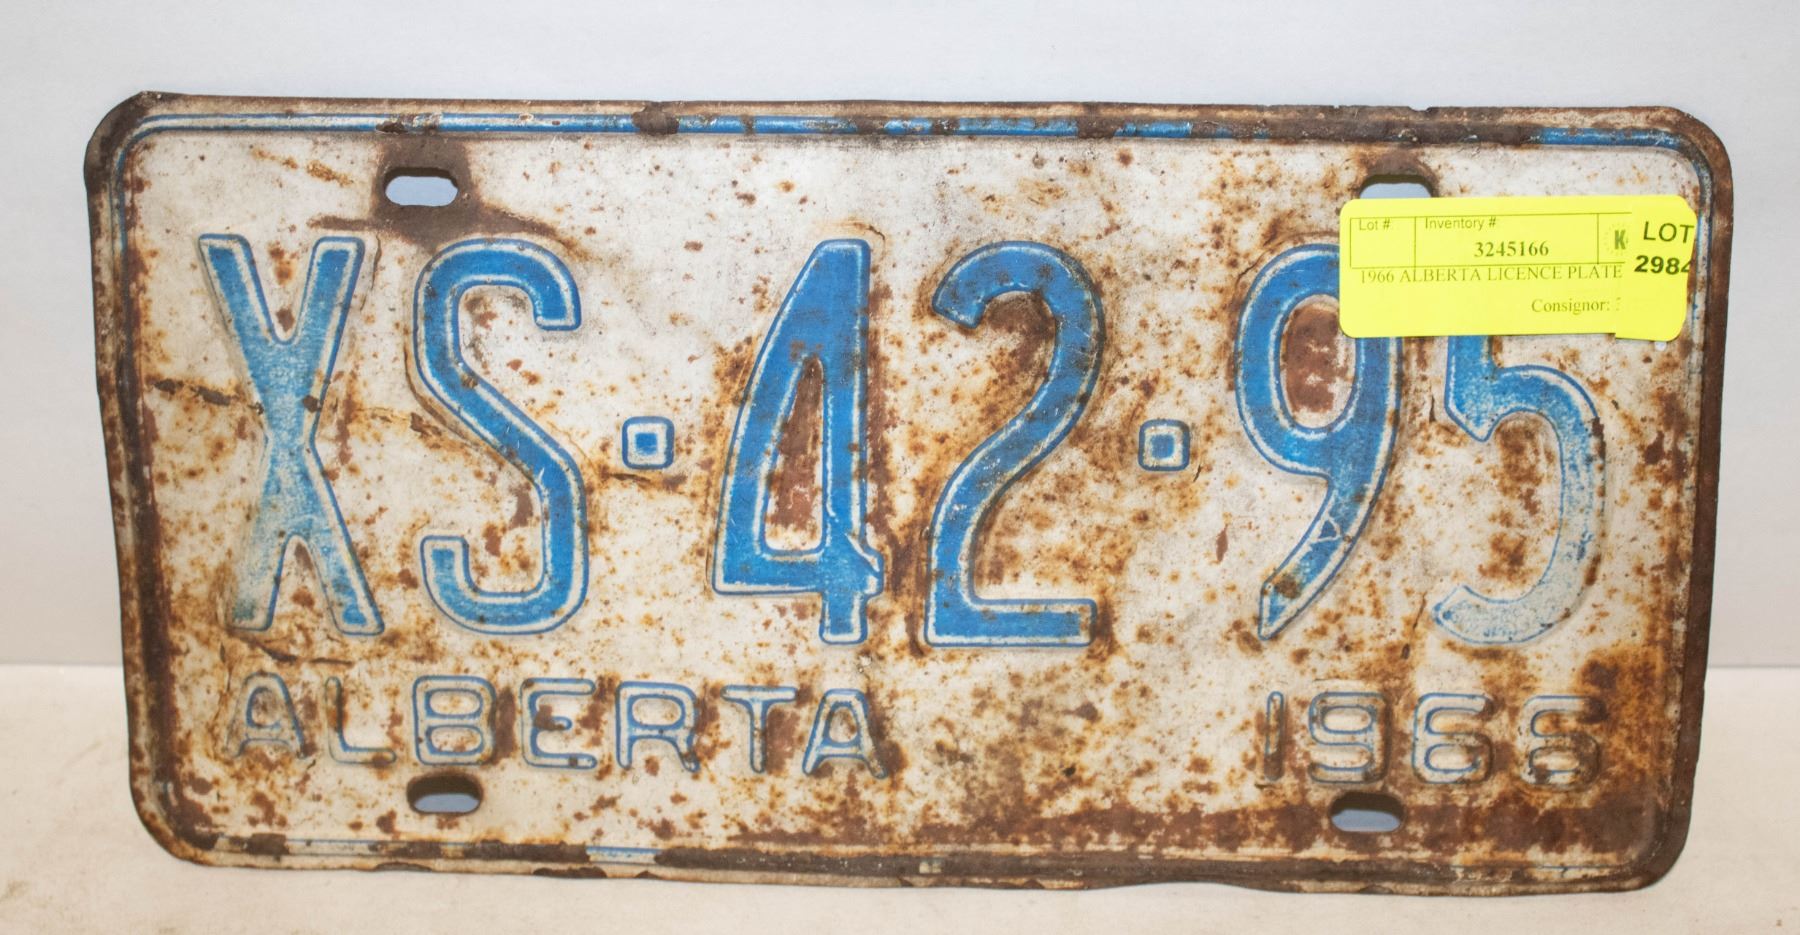 Lot #: Inventory #: LOT
3245166 K
1966 ALBERTA LICENCE PLATE 2984
Consignor:
XS·42·95
ALBERTA 1966